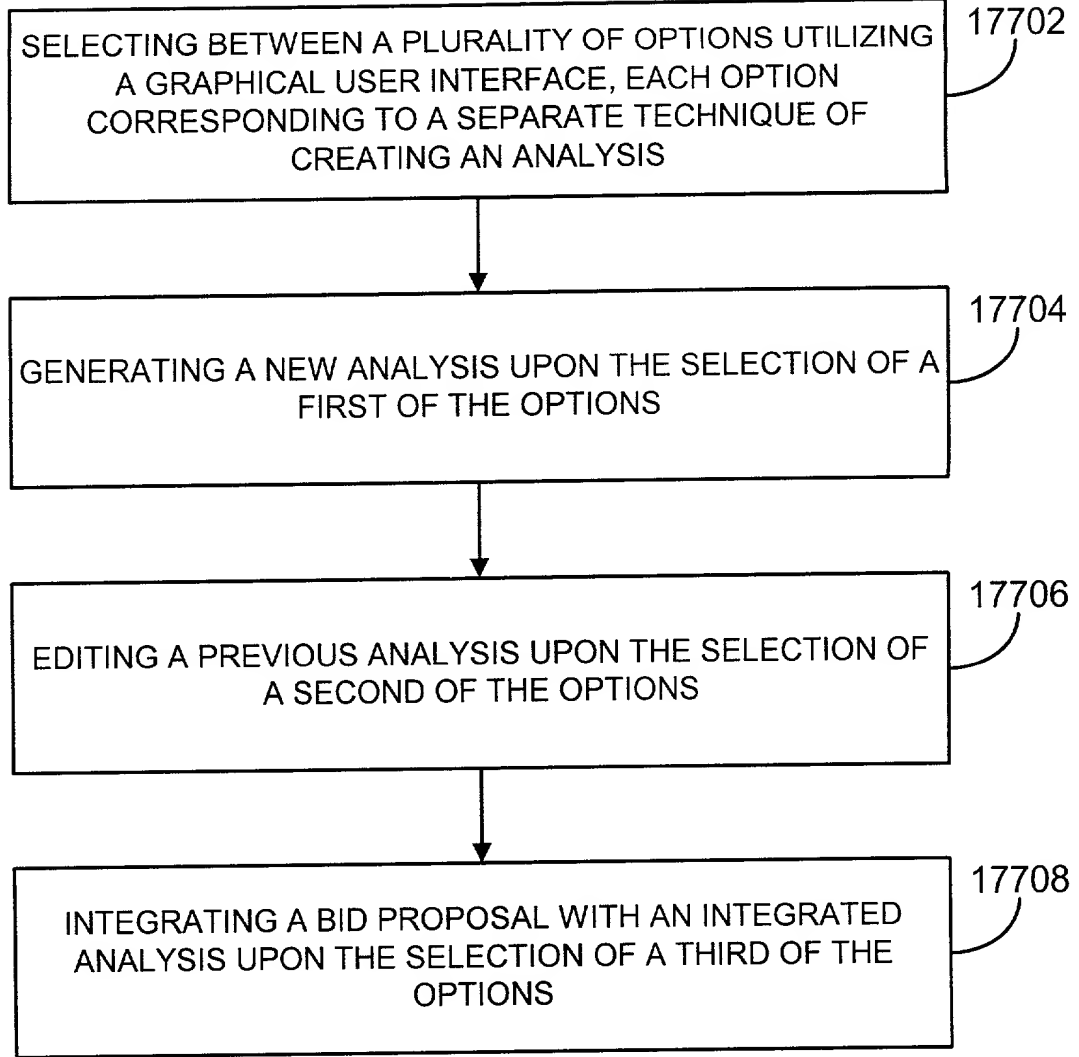 SELECTING BETWEEN A PLURALITY OF OPTIONS UTILIZING
A GRAPHICAL USER INTERFACE, EACH OPTION
CORRESPONDING TO A SEPARATE TECHNIQUE OF
CREATING AN ANALYSIS
17702
GENERATING A NEW ANALYSIS UPON THE SELECTION OF A
FIRST OF THE OPTIONS
17704
EDITING A PREVIOUS ANALYSIS UPON THE SELECTION OF
A SECOND OF THE OPTIONS
17706
INTEGRATING A BID PROPOSAL WITH AN INTEGRATED
ANALYSIS UPON THE SELECTION OF A THIRD OF THE
OPTIONS
17708